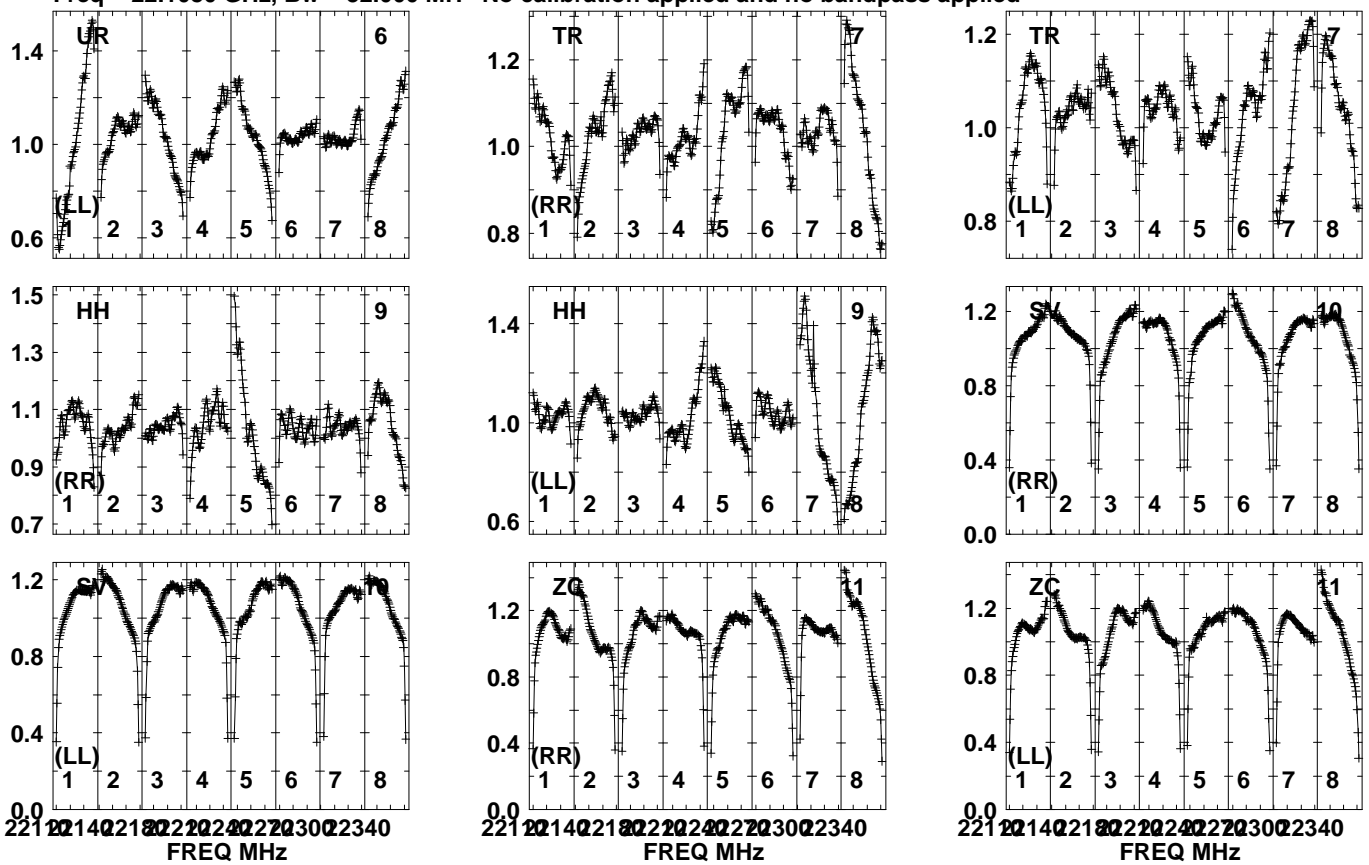 No calibration applied and no bandpass applied
UR 6
1.4
1.0
0.6
(LL)
1 2 3 4 5 6 7 8
TR 7
1.2
1.0
0.8
(RR)
1 2 3 4 5 6 7 8
TR 7
1.2
1.0
0.8
(LL)
1 2 3 4 5 6 7 8
HH 9
1.5
1.3
1.1
0.9
0.7
(RR)
1 2 3 4 5 6 7 8
HH 9
1.4
1.0
0.6
(LL)
1 2 3 4 5 6 7 8
SV 10
1.2
0.8
0.4
0.0
(RR)
1 2 3 4 5 6 7 8
SV 10
1.2
0.8
0.4
0.0
(LL)
1 2 3 4 5 6 7 8
FREQ MHz
ZC 11
1.2
0.8
0.4
0.0
(RR)
1 2 3 4 5 6 7 8
ZC 11
1.2
0.8
0.4
0.0
(LL)
1 2 3 4 5 6 7 8
FREQ MHz